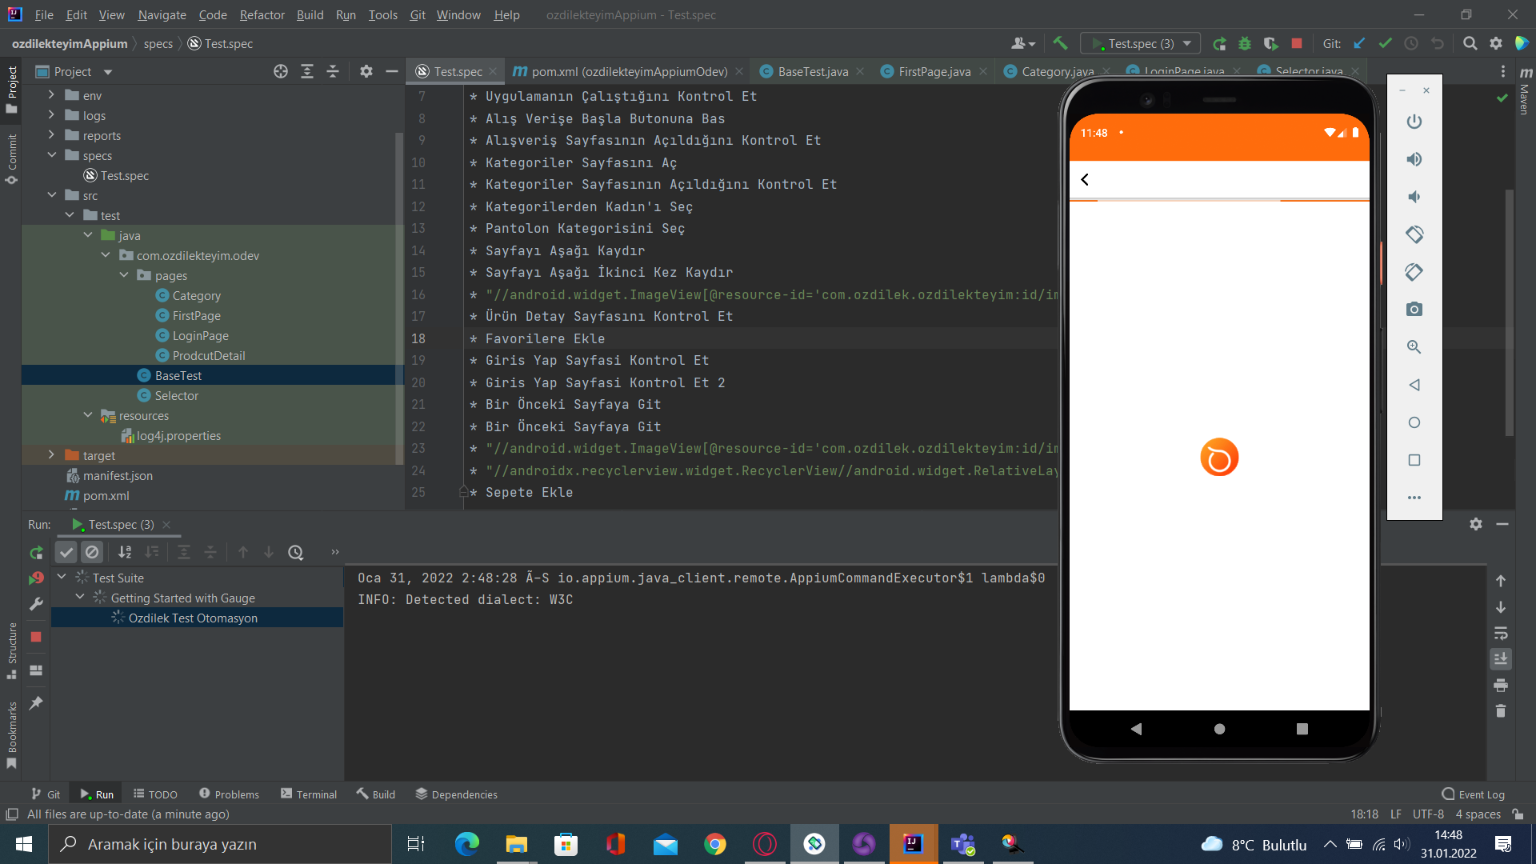 File Edit View Navigate Code Refactor Build Run Tools Git Window Help ozdilekteyimAppium - Test.spec
ozdilekteyimAppium specs Test.spec
Test.spec (3)
Git:
Project
Test.spec
pom.xml (ozdilekteyimAppiumOdev)
BaseTest.java
FirstPage.java
Category.java
LoginPage.java
Selector.java
Project
Commit
Structure
Bookmarks
Maven
env
logs
reports
specs
Test.spec
src
test
java
com.ozdilekteyim.odev
pages
Category
FirstPage
LoginPage
ProdcutDetail
BaseTest
Selector
resources
log4j.properties
target
manifest.json
pom.xml
7 * Uygulamanın Çalıştığını Kontrol Et
8 * Alış Verişe Başla Butonuna Bas
9 * Alışveriş Sayfasının Açıldığını Kontrol Et
10 * Kategoriler Sayfasını Aç
11 * Kategoriler Sayfasının Açıldığını Kontrol Et
12 * Kategorilerden Kadın'ı Seç
13 * Pantolon Kategorisini Seç
14 * Sayfayı Aşağı Kaydır
15 * Sayfayı Aşağı İkinci Kez Kaydır
16 * "//android.widget.ImageView[@resource-id='com.ozdilek.ozdilekteyim:id/im
17 * Ürün Detay Sayfasını Kontrol Et
18 * Favorilere Ekle
19 * Giris Yap Sayfasi Kontrol Et
20 * Giris Yap Sayfasi Kontrol Et 2
21 * Bir Önceki Sayfaya Git
22 * Bir Önceki Sayfaya Git
23 * "//android.widget.ImageView[@resource-id='com.ozdilek.ozdilekteyim:id/im
24 * "//androidx.recyclerview.widget.RecyclerView//android.widget.RelativeLay
25 * Sepete Ekle
11:48
Run: Test.spec (3)
Test Suite
Getting Started with Gauge
Ozdilek Test Otomasyon
Oca 31, 2022 2:48:28 Ã–S io.appium.java_client.remote.AppiumCommandExecutor$1 lambda$0
INFO: Detected dialect: W3C
Git Run TODO Problems Terminal Build Dependencies Event Log
All files are up-to-date (a minute ago) 18:18 LF UTF-8 4 spaces
Aramak için buraya yazın
8°C Bulutlu
14:48
31.01.2022